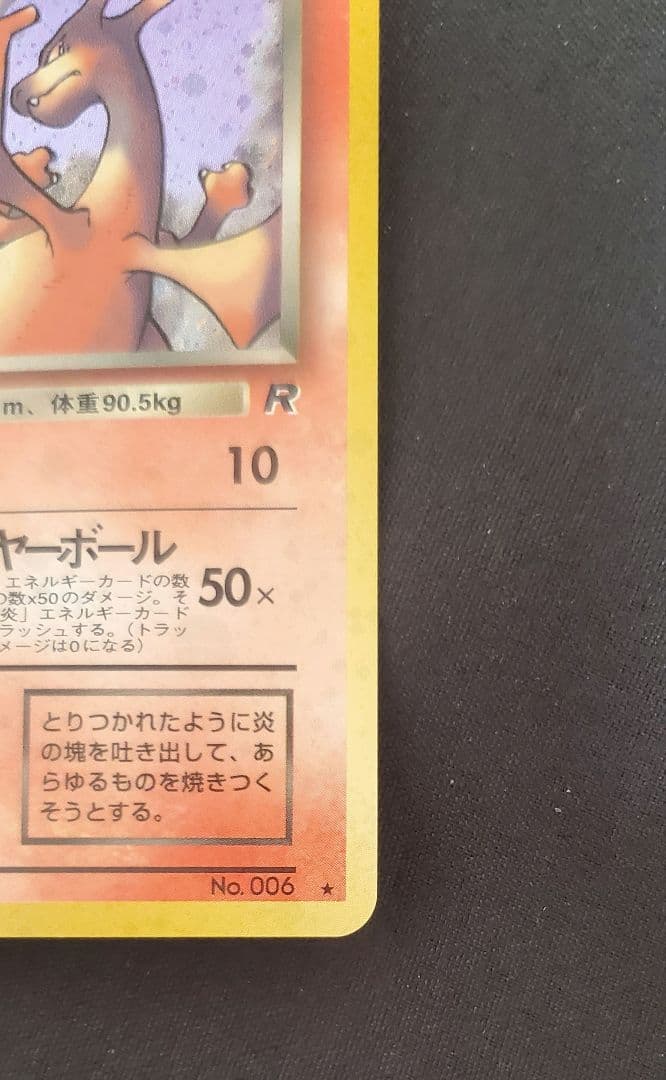 m、体重90.5kg R
10
ヤーボール
エネルギーカードの数
の数x50のダメージ。そ
炎」エネルギーカード
ラッシュする。(トラッ
メージは0になる)
50×
とりつかれたように炎
の塊を吐き出して、あ
らゆるものを焼きつく
そうとする。
No. 006 ★